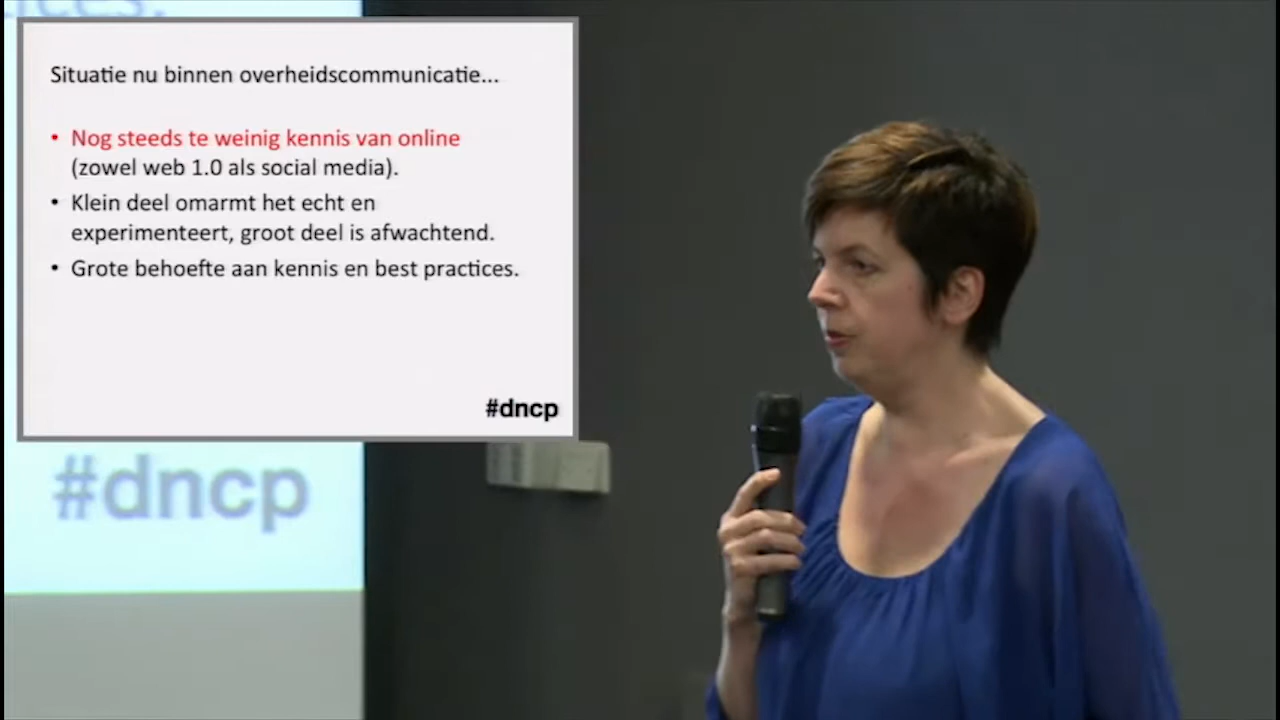 Situatie nu binnen overheidscommunicatie...
• Nog steeds te weinig kennis van online
(zowel web 1.0 als social media).
• Klein deel omarmt het echt en
experimenteert, groot deel is afwachtend.
• Grote behoefte aan kennis en best practices.
#dncp
#dncp